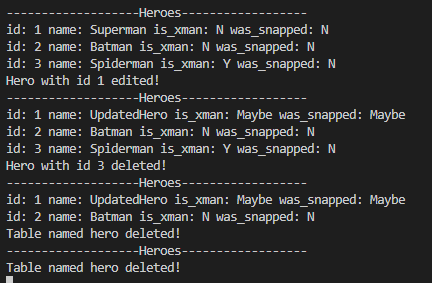 -------------------Heroes------------------
id: 1 name: Superman is_xman: N was_snapped: N
id: 2 name: Batman is_xman: N was_snapped: N
id: 3 name: Spiderman is_xman: Y was_snapped: N
Hero with id 1 edited!
-------------------Heroes------------------
id: 1 name: UpdatedHero is_xman: Maybe was_snapped: Maybe
id: 2 name: Batman is_xman: N was_snapped: N
id: 3 name: Spiderman is_xman: Y was_snapped: N
Hero with id 3 deleted!
-------------------Heroes------------------
id: 1 name: UpdatedHero is_xman: Maybe was_snapped: Maybe
id: 2 name: Batman is_xman: N was_snapped: N
Table named hero deleted!
-------------------Heroes------------------
Table named hero deleted!